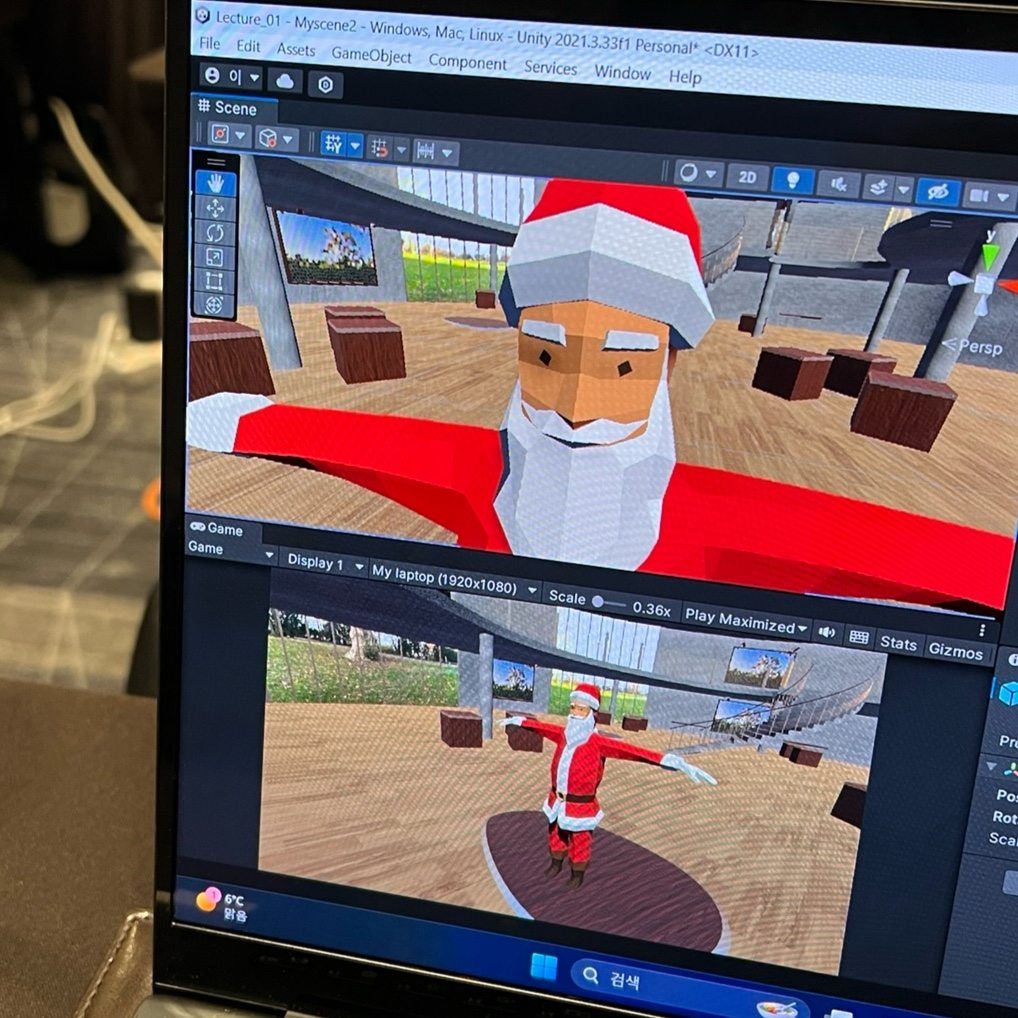 Lecture_01 - Myscene2 - Windows, Mac, Linux - Unity 2021.3.33f1 Personal* <DX11>
File Edit Assets GameObject Component Services Window Help
Scene
2D
y
Persp
Game
Game Display 1 My laptop (1920x1080) Scale 0.36x Play Maximized Stats Gizmos
Pos
Rot
Scal
1
6°C
맑음
검색